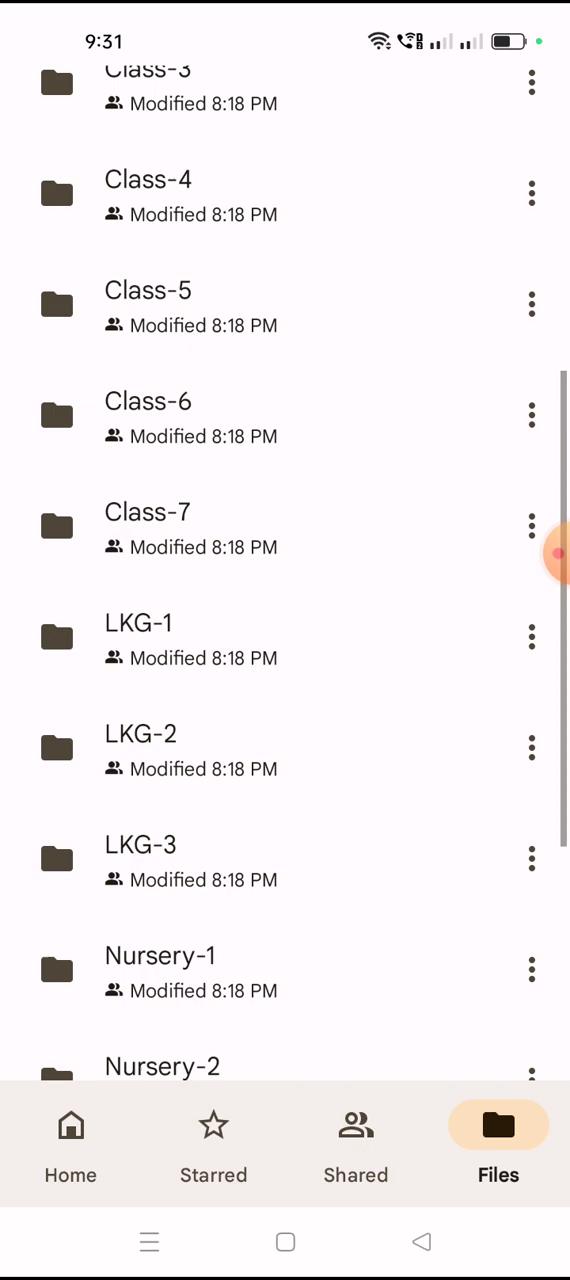 9:31
Class-3
Modified 8:18 PM
Class-4
Modified 8:18 PM
Class-5
Modified 8:18 PM
Class-6
Modified 8:18 PM
Class-7
Modified 8:18 PM
LKG-1
Modified 8:18 PM
LKG-2
Modified 8:18 PM
LKG-3
Modified 8:18 PM
Nursery-1
Modified 8:18 PM
Nursery-2
Home Starred Shared Files